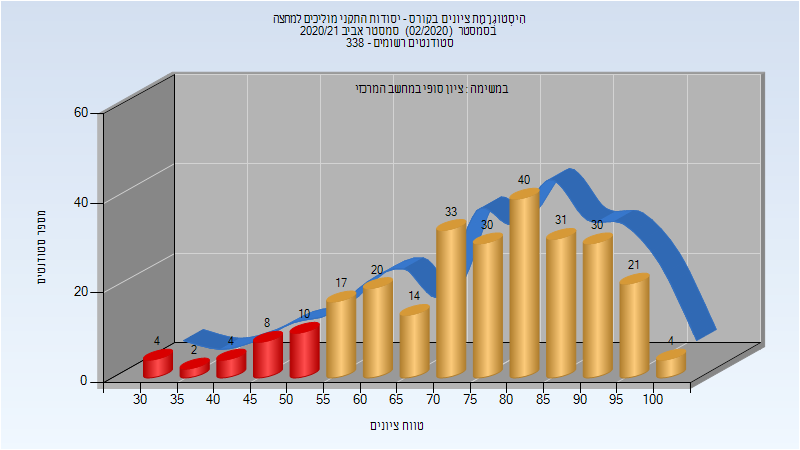 היסטוגרמת ציונים בקורס - יסודות התקני מוליכים למחצה
בסמסטר (02/2020) סמסטר אביב 2020/21
סטודנטים רשומים - 338
במשימה : ציון סופי במחשב המרכזי
מספר סטודנטים
60
40
20
0
4
2
4
8
10
17
20
14
33
30
40
31
30
21
4
30 35 40 45 50 55 60 65 70 75 80 85 90 95 100
טווח ציונים